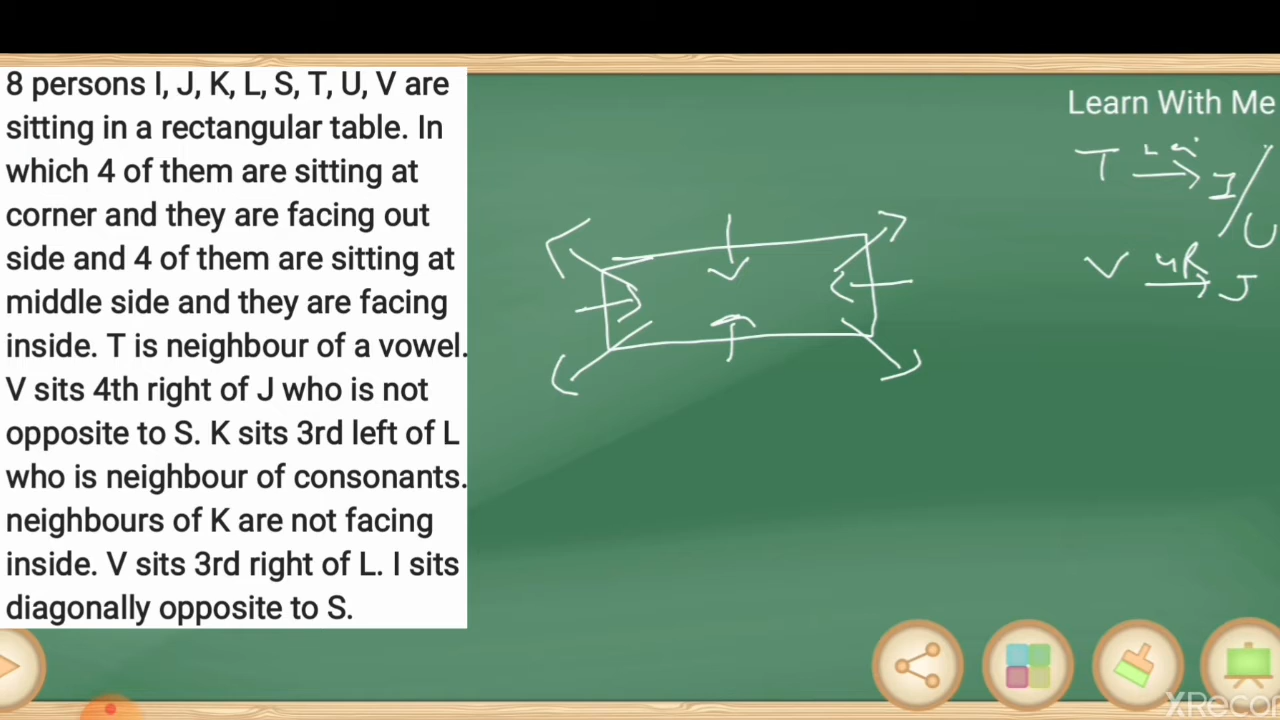 8 persons I, J, K, L, S, T, U, V are
sitting in a rectangular table. In
which 4 of them are sitting at
corner and they are facing out
side and 4 of them are sitting at
middle side and they are facing
inside. T is neighbour of a vowel.
V sits 4th right of J who is not
opposite to S. K sits 3rd left of L
who is neighbour of consonants.
neighbours of K are not facing
inside. V sits 3rd right of L. I sits
diagonally opposite to S.
Learn With Me
T → I/U
V 4R → J
XRecor